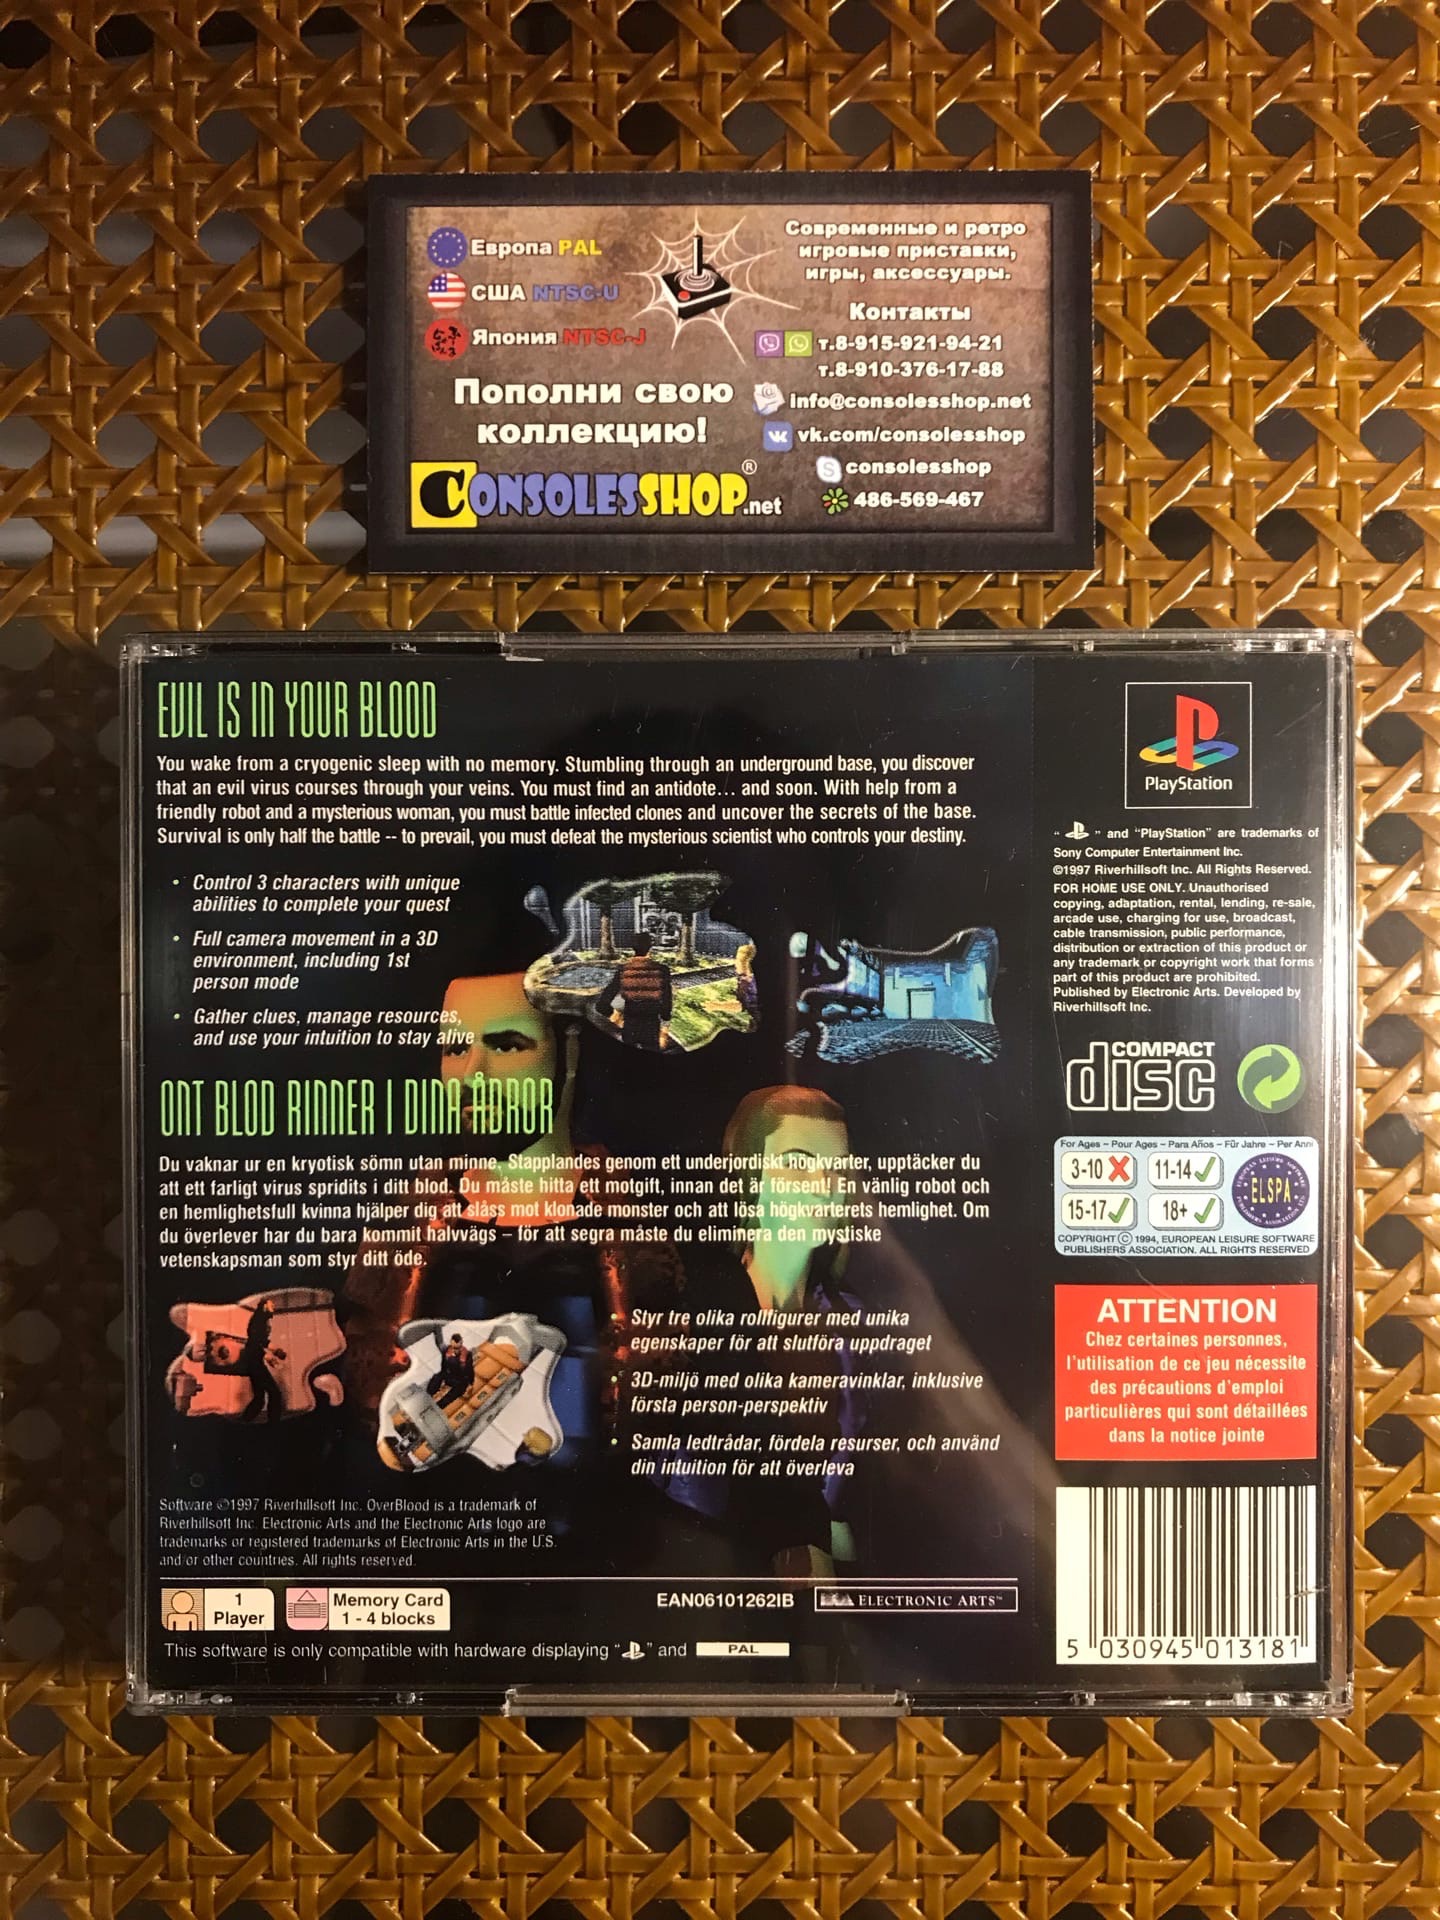 Европа PAL
США NTSC-U
Япония NTSC-J
Пополни свою
коллекцию!
CONSOLESSHOP.net
®
Современные и ретро
игровые приставки,
игры, аксессуары.
Контакты
т.8-915-921-94-21
т.8-910-376-17-88
info@consolesshop.net
vk.com/consolesshop
consolesshop
486-569-467
EVIL IS IN YOUR BLOOD
You wake from a cryogenic sleep with no memory. Stumbling through an underground base, you discover
that an evil virus courses through your veins. You must find an antidote... and soon. With help from a
friendly robot and a mysterious woman, you must battle infected clones and uncover the secrets of the base.
Survival is only half the battle -- to prevail, you must defeat the mysterious scientist who controls your destiny.
• Control 3 characters with unique
abilities to complete your quest
• Full camera movement in a 3D
environment, including 1st
person mode
• Gather clues, manage resources,
and use your intuition to stay alive
ONT BLOD RINNER I DINA ÅDROR
Du vaknar ur en kryotisk sömn utan minne. Stapplandes genom ett underjordiskt högkvarter, upptäcker du
att ett farligt virus spridits i ditt blod. Du måste hitta ett motgift, innan det är försent! En vänlig robot och
en hemlighetsfull kvinna hjälper dig att slåss mot klonade monster och att lösa högkvarterets hemlighet. Om
du överlever har du bara kommit halvvägs – för att segra måste du eliminera den mystiske
vetenskapsman som styr ditt öde.
• Styr tre olika rollfigurer med unika
egenskaper för att slutföra uppdraget
• 3D-miljö med olika kameravinklar, inklusive
första person-perspektiv
• Samla ledtrådar, fördela resurser, och använd
din intuition för att överleva
Software ©1997 Riverhillsoft Inc. OverBlood is a trademark of
Riverhillsoft Inc. Electronic Arts and the Electronic Arts logo are
trademarks or registered trademarks of Electronic Arts in the U.S.
and/or other countries. All rights reserved.
1
Player
Memory Card
1 - 4 blocks
EAN06101262IB
ELECTRONIC ARTS™
This software is only compatible with hardware displaying " " and PAL
PlayStation
" " and "PlayStation" are trademarks of
Sony Computer Entertainment Inc.
©1997 Riverhillsoft Inc. All Rights Reserved.
FOR HOME USE ONLY. Unauthorised
copying, adaptation, rental, lending, re-sale,
arcade use, charging for use, broadcast,
cable transmission, public performance,
distribution or extraction of this product or
any trademark or copyright work that forms
part of this product are prohibited.
Published by Electronic Arts. Developed by
Riverhillsoft Inc.
COMPACT
disc
For Ages – Pour Ages – Para Años – Für Jahre – Per Anni
3-10 11-14
15-17 18+
ELSPA
EUROPEAN LEISURE SOFTWARE PUBLISHERS ASSOCIATION LTD
COPYRIGHT © 1994, EUROPEAN LEISURE SOFTWARE
PUBLISHERS ASSOCIATION. ALL RIGHTS RESERVED
ATTENTION
Chez certaines personnes,
l'utilisation de ce jeu nécessite
des précautions d'emploi
particulières qui sont détaillées
dans la notice jointe
5 030945 013181